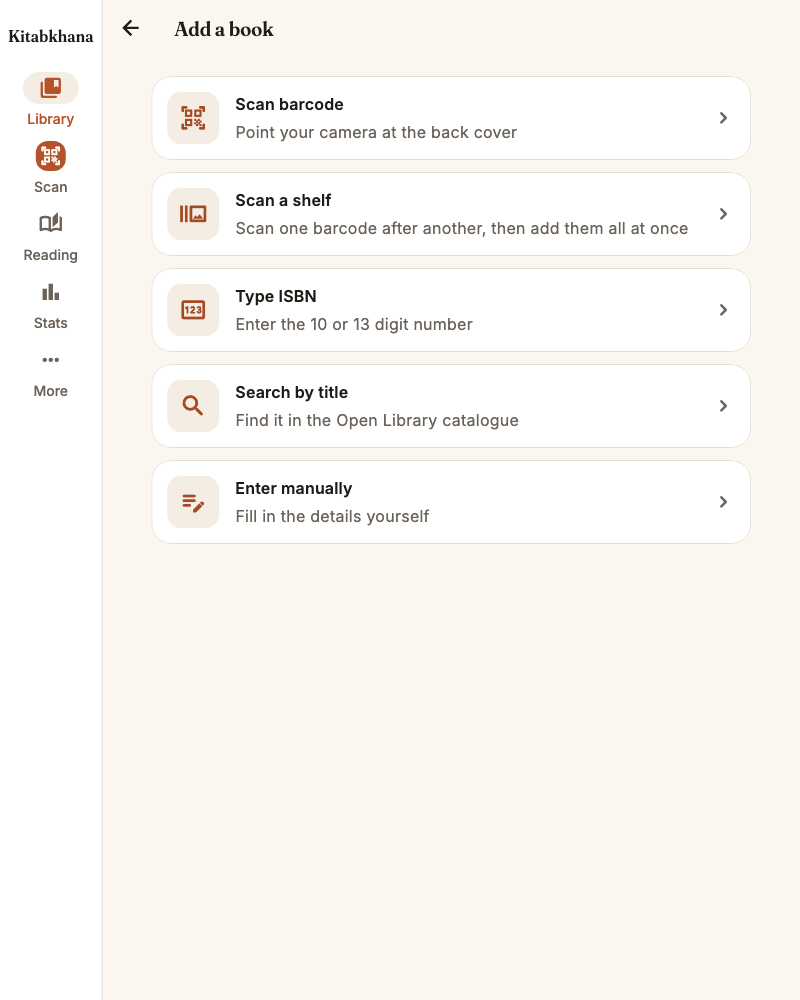 Kitabkhana
Library
Scan
Reading
Stats
More
Add a book
Scan barcode
Point your camera at the back cover
Scan a shelf
Scan one barcode after another, then add them all at once
123
Type ISBN
Enter the 10 or 13 digit number
Search by title
Find it in the Open Library catalogue
Enter manually
Fill in the details yourself